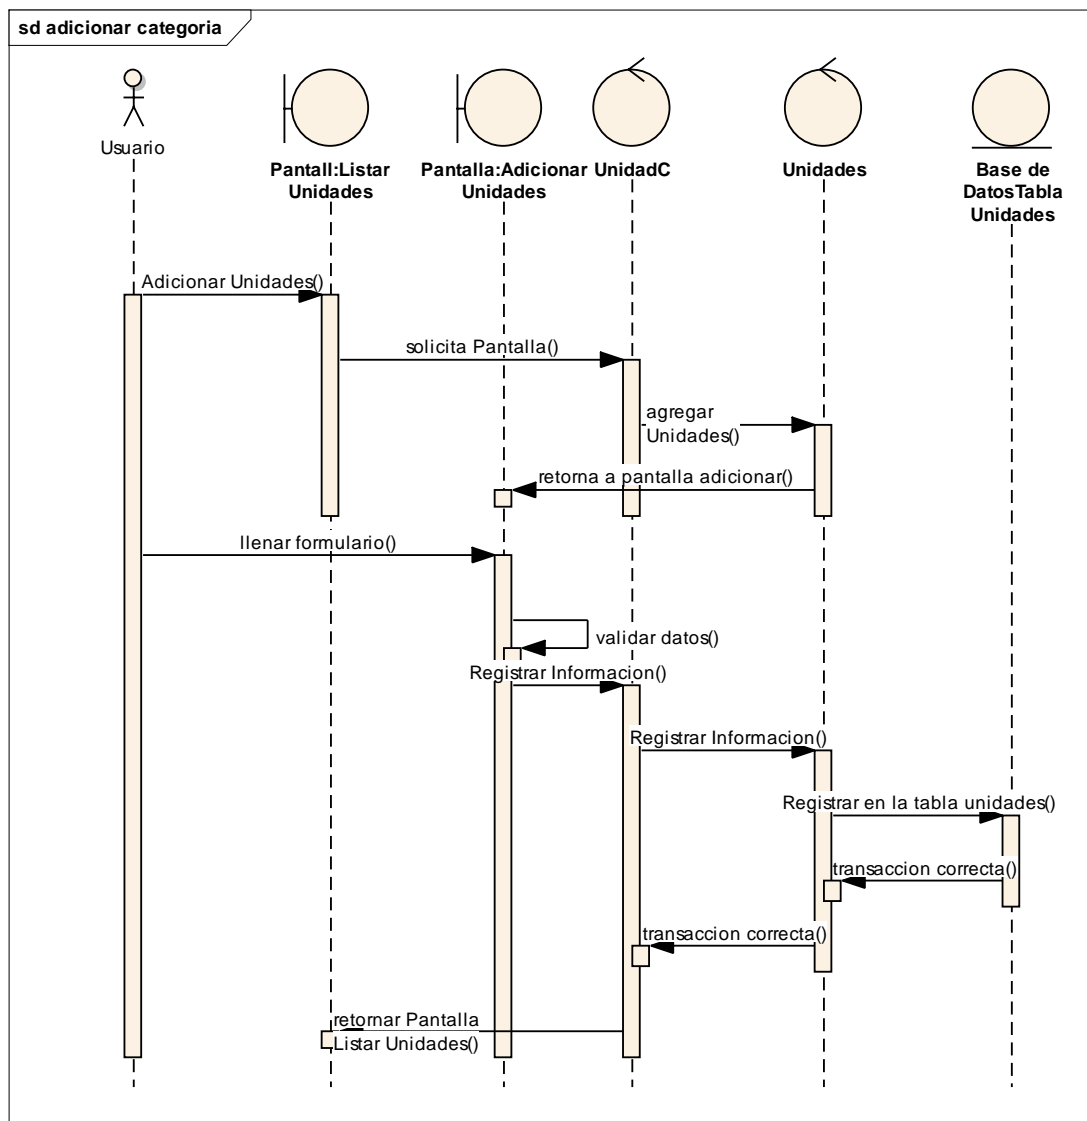 sd adicionar categoria
Usuario
Pantall:Listar
Unidades
Pantalla:Adicionar
Unidades
UnidadC
Unidades
Base de
DatosTabla
Unidades
Adicionar Unidades()
solicita Pantalla()
agregar
Unidades()
retorna a pantalla adicionar()
llenar formulario()
validar datos()
Registrar Informacion()
Registrar Informacion()
Registrar en la tabla unidades()
transaccion correcta()
transaccion correcta()
retornar Pantalla
Listar Unidades()